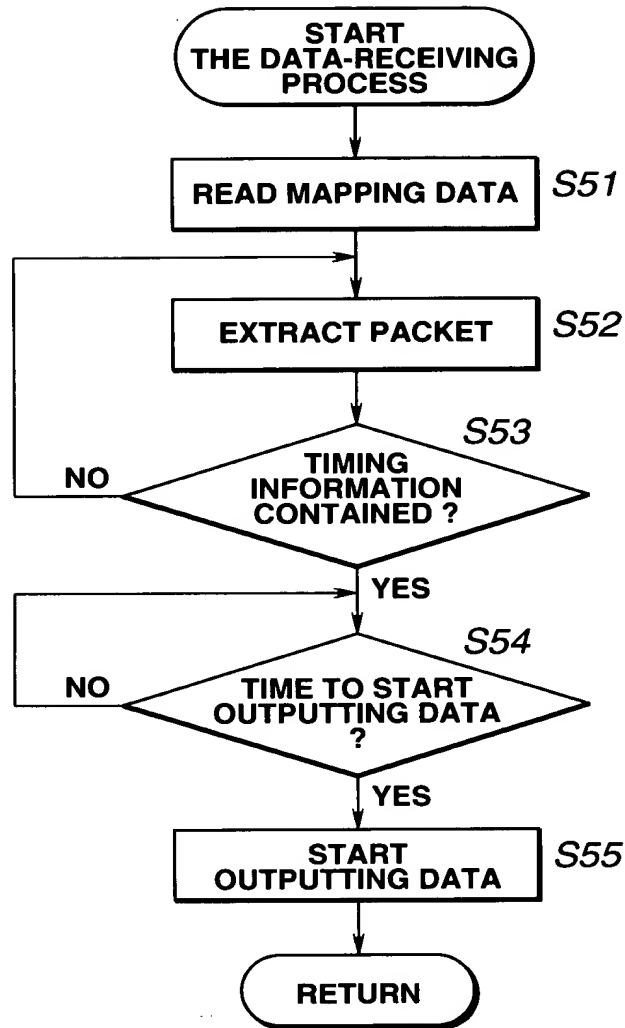 START
THE DATA-RECEIVING
PROCESS
READ MAPPING DATA
S51
EXTRACT PACKET
S52
S53
TIMING
INFORMATION
CONTAINED ?
NO
YES
S54
TIME TO START
OUTPUTTING DATA
?
NO
YES
START
OUTPUTTING DATA
S55
RETURN